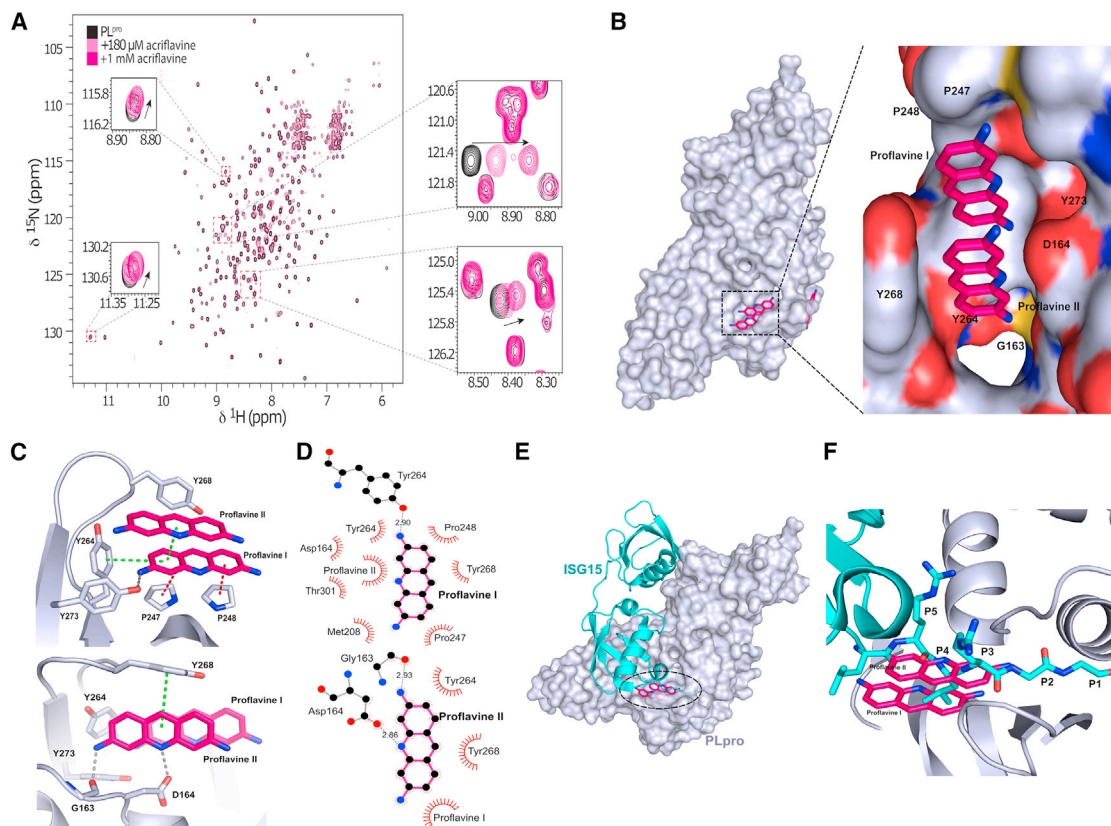 A
PLpro
+180 µM acriflavine
+1 mM acriflavine
105
110
115
120
125
130
δ 15N (ppm)
11 10 9 8 7 6
δ 1H (ppm)
115.8
116.2
8.90 8.80
130.2
130.6
11.35 11.25
120.6
121.0
121.4
121.8
9.00 8.90 8.80
125.0
125.4
125.8
126.2
8.50 8.40 8.30
B
P247
P248
Proflavine I
Y273
D164
Y268
Y264
Proflavine II
G163
C
Y268
Proflavine II
Y264
Proflavine I
Y273
P247
P248
Y268
Y264
Proflavine I
Y273
Proflavine II
G163
D164
D
Tyr264
2.90
Tyr264
Pro248
Asp164
Proflavine II
Tyr268
Thr301
Proflavine I
Met208
Pro247
Gly163
2.93
Tyr264
Asp164
Proflavine II
2.86
Tyr268
Proflavine I
E
ISG15
PLpro
F
P5
P4
P3
P2
P1
Proflavine II
Proflavine I